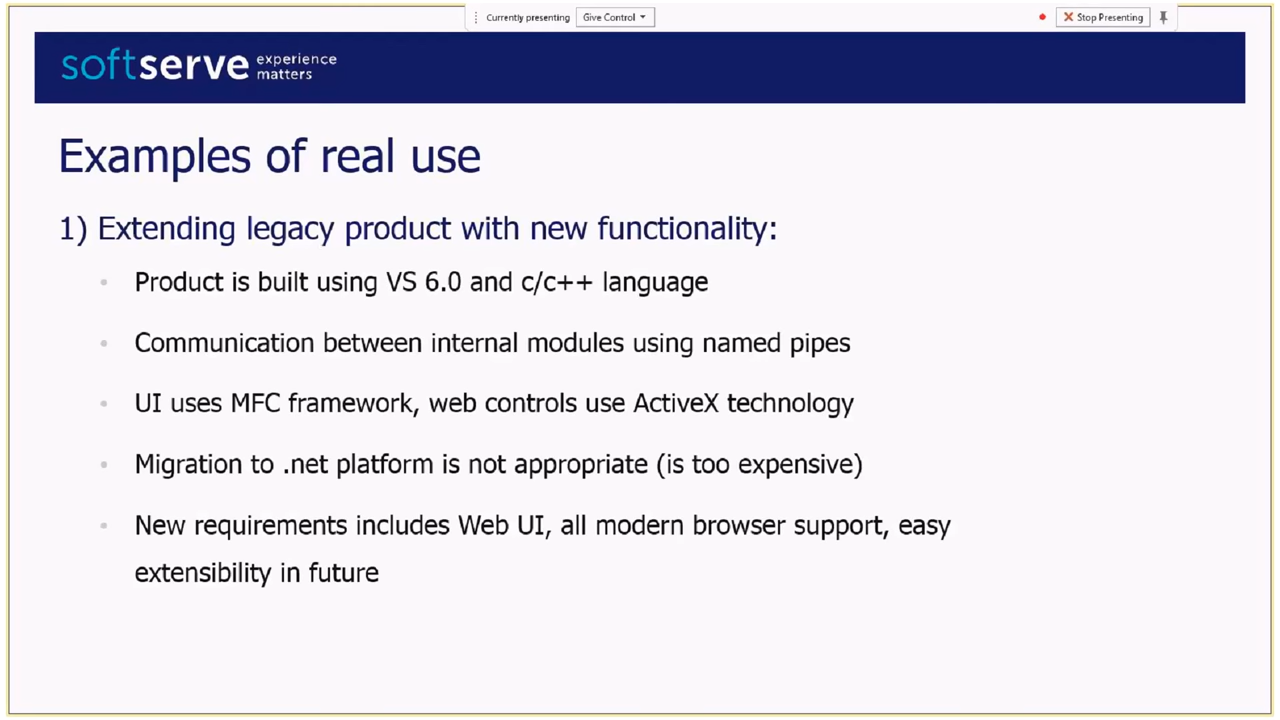 Currently presenting Give Control Stop Presenting
softserve experience
matters
Examples of real use
1) Extending legacy product with new functionality:
• Product is built using VS 6.0 and c/c++ language
• Communication between internal modules using named pipes
• UI uses MFC framework, web controls use ActiveX technology
• Migration to .net platform is not appropriate (is too expensive)
• New requirements includes Web UI, all modern browser support, easy
extensibility in future